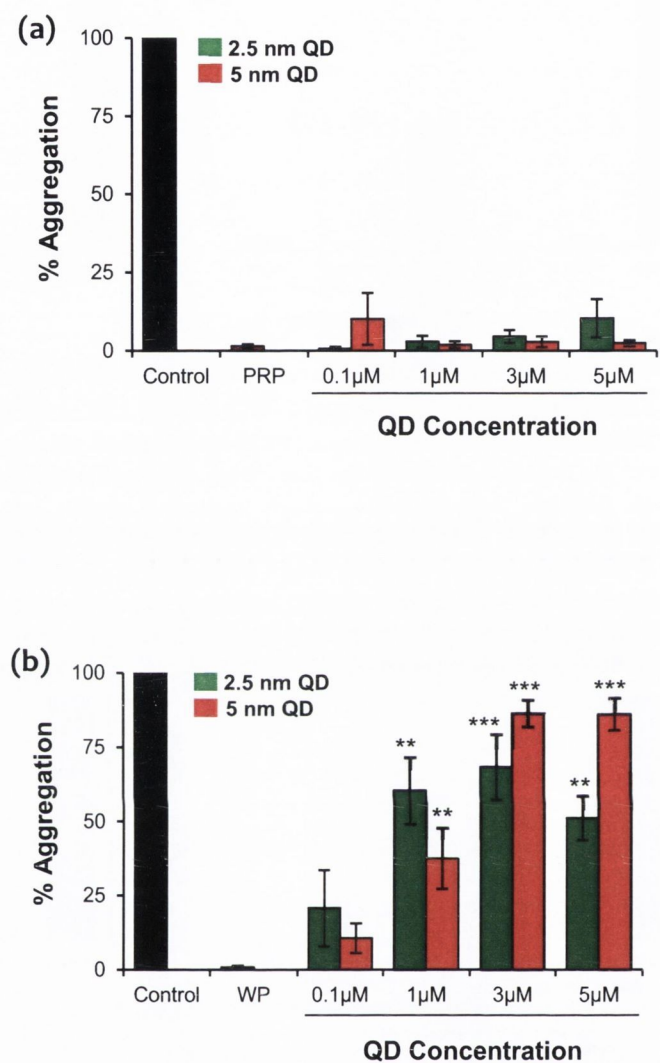 (a)
100
75
50
25
0
% Aggregation
2.5 nm QD
5 nm QD
Control PRP 0.1µM 1µM 3µM 5µM
QD Concentration
(b)
100
75
50
25
0
% Aggregation
2.5 nm QD
5 nm QD
** ** *** *** ** ***
Control WP 0.1µM 1µM 3µM 5µM
QD Concentration